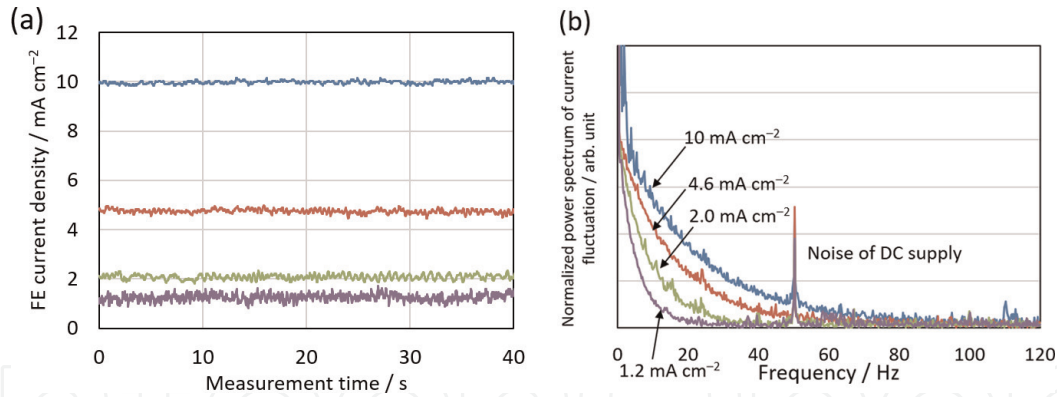 (a)
12
10
8
6
4
2
0
0 10 20 30 40
FE current density / mA cm⁻²
Measurement time / s
(b)
Normalized power spectrum of current
fluctuation / arb. unit
10 mA cm⁻²
4.6 mA cm⁻²
2.0 mA cm⁻²
Noise of DC supply
0 20 40 60 80 100 120
1.2 mA cm⁻²
Frequency / Hz